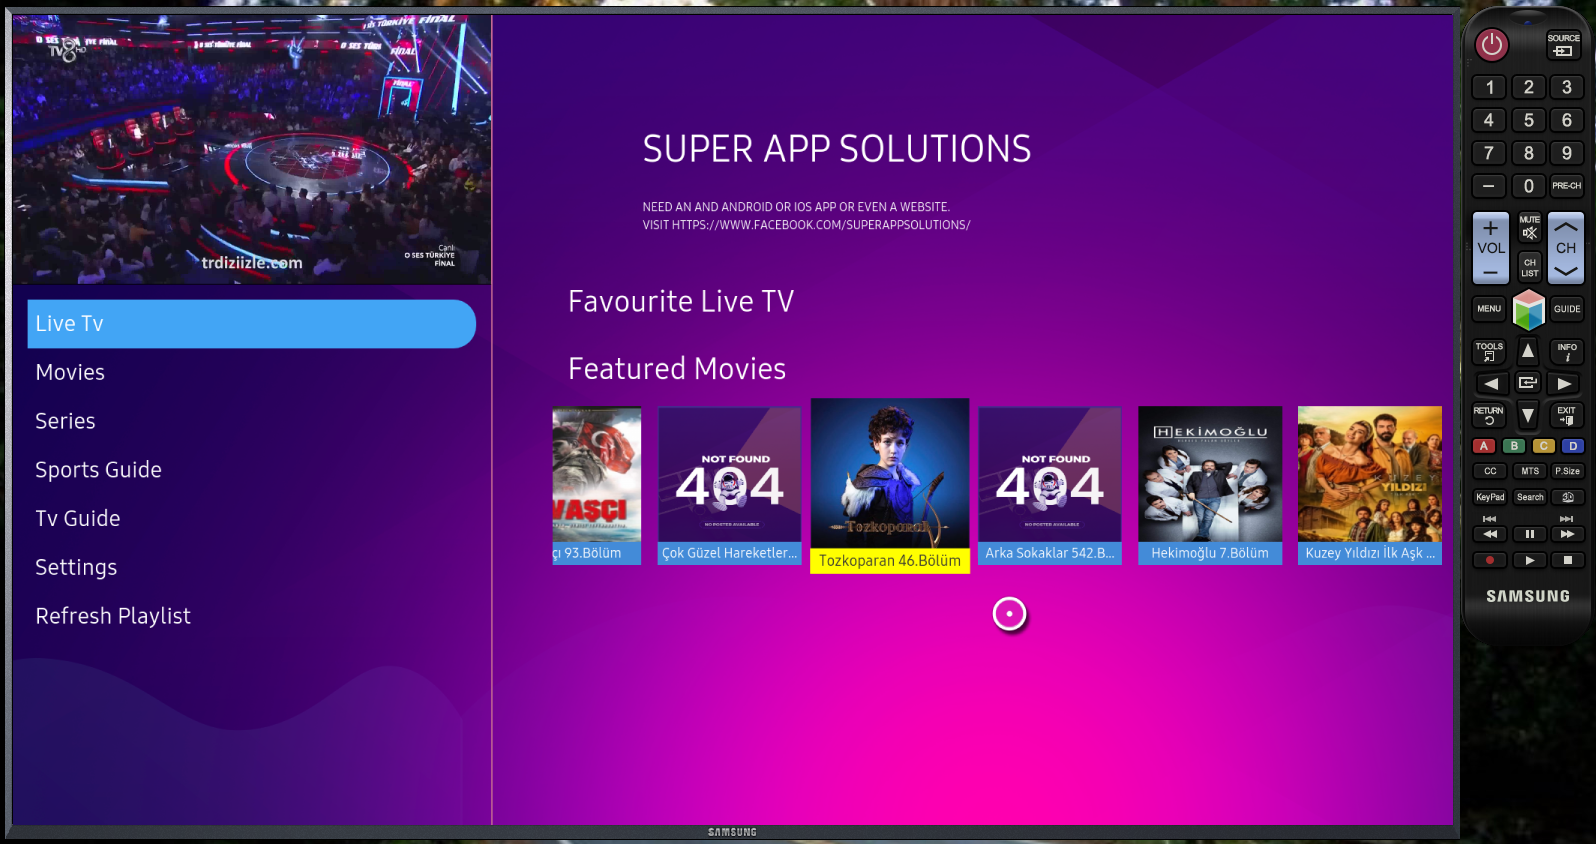 O SES TÜRKİYE FİNAL
TV8 HD
FİNAL
trdiziizle.com
Canlı
O SES TÜRKİYE
FİNAL
Live Tv
Movies
Series
Sports Guide
Tv Guide
Settings
Refresh Playlist
SUPER APP SOLUTIONS
NEED AN AND ANDROID OR IOS APP OR EVEN A WEBSITE.
VISIT HTTPS://WWW.FACEBOOK.COM/SUPERAPPSOLUTIONS/
Favourite Live TV
Featured Movies
VAŞÇI
çı 93.Bölüm
NOT FOUND
404
NO POSTER AVAILABLE
Çok Güzel Hareketler...
Tozkoparan
Tozkoparan 46.Bölüm
NOT FOUND
404
NO POSTER AVAILABLE
Arka Sokaklar 542.B...
HEKİMOĞLU
Hekimoğlu 7.Bölüm
KUZEY
YILDIZI
Kuzey Yıldızı İlk Aşk ...
SAMSUNG
SOURCE
1 2 3
4 5 6
7 8 9
– 0 PRE-CH
+ MUTE
VOL CH
– CH LIST
MENU GUIDE
TOOLS INFO
i
RETURN EXIT
A B C D
CC MTS P.Size
KeyPad Search
SAMSUNG